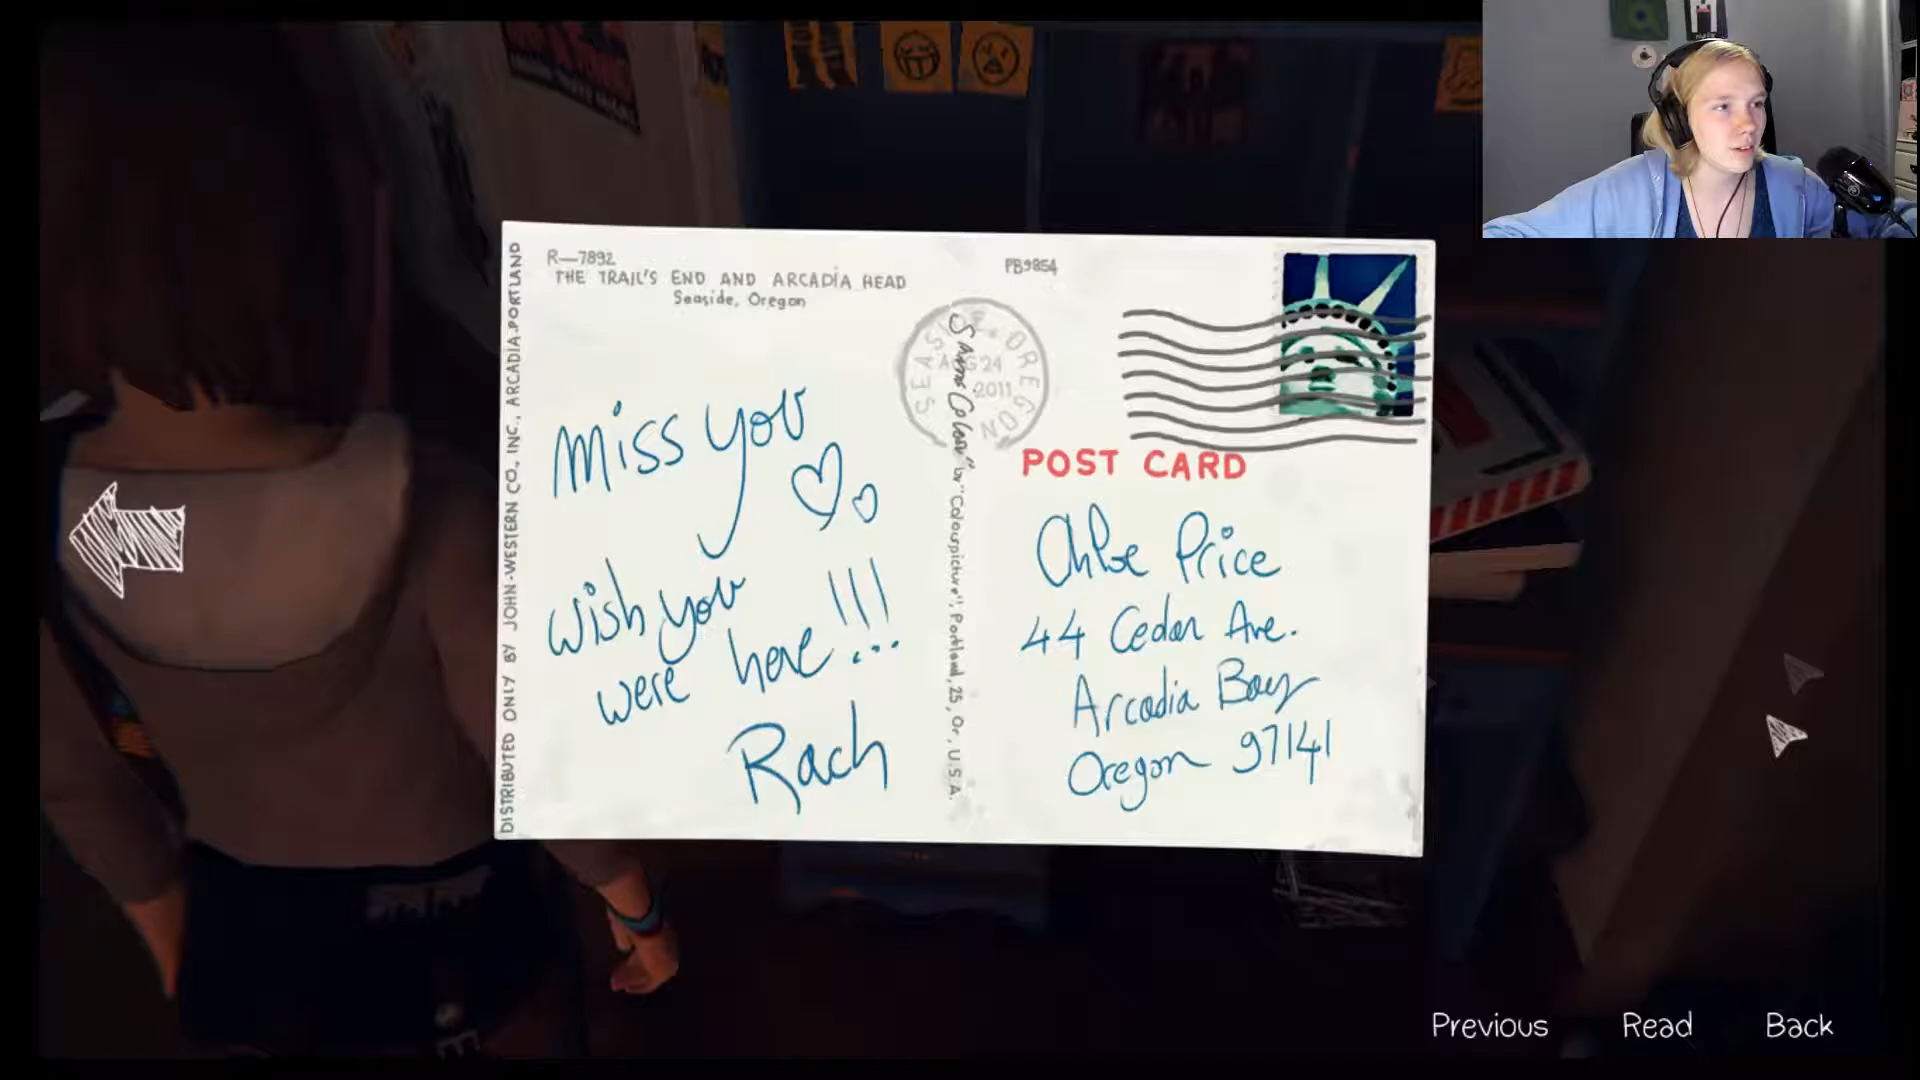 R—7892
THE TRAIL'S END AND ARCADIA HEAD
Seaside, Oregon
PB9854
SEASIDE OREGON
AUG 24
2011
DISTRIBUTED ONLY BY JOHN-WESTERN CO., INC., ARCADIA.PORTLAND
by "Colourpicture", Portland, 25, Or, U.S.A.
miss you
wish you
were here!!!...
Rach
POST CARD
Chloe Price
44 Cedar Ave.
Arcadia Bay
Oregon 97141
Previous
Read
Back